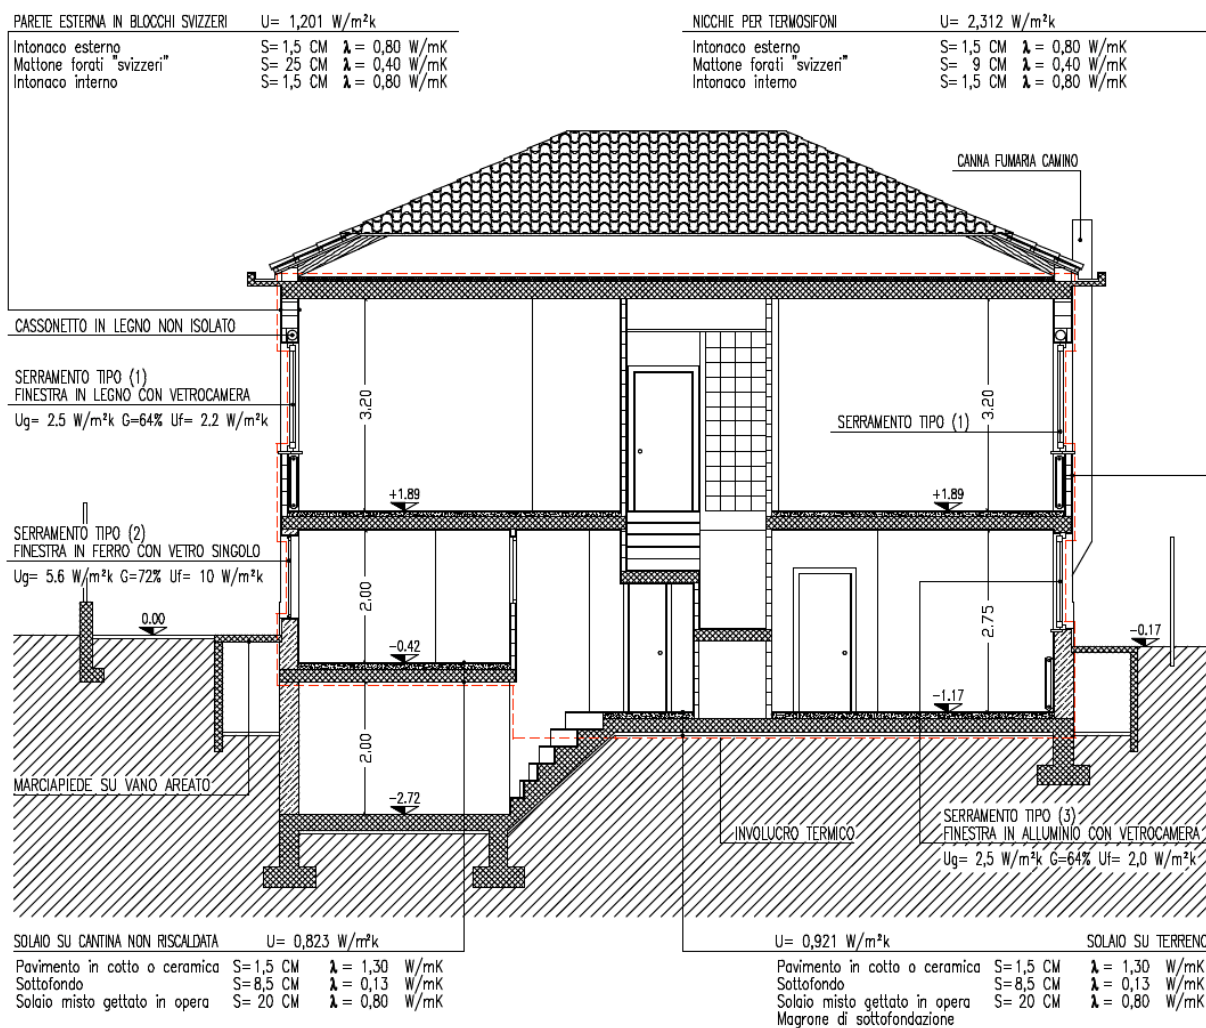 PARETE ESTERNA IN BLOCCHI SVIZZERI U= 1,201 W/m²k
Intonaco esterno S= 1,5 CM λ = 0,80 W/mK
Mattone forati "svizzeri" S= 25 CM λ = 0,40 W/mK
Intonaco interno S= 1,5 CM λ = 0,80 W/mK
NICCHIE PER TERMOSIFONI U= 2,312 W/m²k
Intonaco esterno S= 1,5 CM λ = 0,80 W/mK
Mattone forati "svizzeri" S= 9 CM λ = 0,40 W/mK
Intonaco interno S= 1,5 CM λ = 0,80 W/mK
CANNA FUMARIA CAMINO
CASSONETTO IN LEGNO NON ISOLATO
SERRAMENTO TIPO (1)
FINESTRA IN LEGNO CON VETROCAMERA
Ug= 2.5 W/m²k G=64% Uf= 2.2 W/m²k
3.20
3.20
SERRAMENTO TIPO (1)
+1.89
+1.89
SERRAMENTO TIPO (2)
FINESTRA IN FERRO CON VETRO SINGOLO
Ug= 5.6 W/m²k G=72% Uf= 10 W/m²k
2.00
2.75
0.00
-0.17
-0.42
-1.17
2.00
MARCIAPIEDE SU VANO AREATO
-2.72
INVOLUCRO TERMICO
SERRAMENTO TIPO (3)
FINESTRA IN ALLUMINIO CON VETROCAMERA
Ug= 2,5 W/m²k G=64% Uf= 2,0 W/m²k
SOLAIO SU CANTINA NON RISCALDATA U= 0,823 W/m²k
Pavimento in cotto o ceramica S=1,5 CM λ = 1,30 W/mK
Sottofondo S=8,5 CM λ = 0,13 W/mK
Solaio misto gettato in opera S= 20 CM λ = 0,80 W/mK
U= 0,921 W/m²k SOLAIO SU TERRENO
Pavimento in cotto o ceramica S=1,5 CM λ = 1,30 W/mK
Sottofondo S=8,5 CM λ = 0,13 W/mK
Solaio misto gettato in opera S= 20 CM λ = 0,80 W/mK
Magrone di sottofondazione